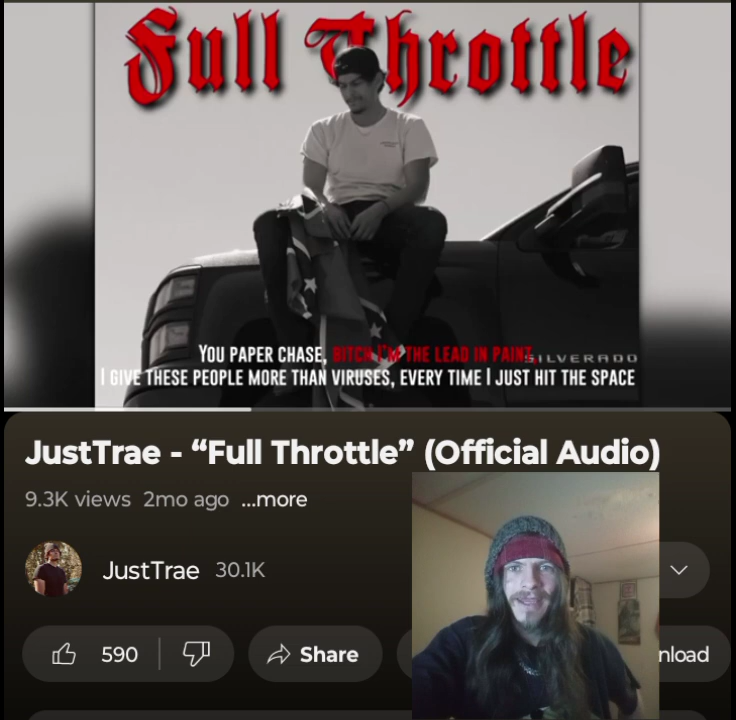 Full Throttle
YOU PAPER CHASE, BITCH I'M THE LEAD IN PAINT,
SILVERADO
I GIVE THESE PEOPLE MORE THAN VIRUSES, EVERY TIME I JUST HIT THE SPACE
JustTrae - “Full Throttle” (Official Audio)
9.3K views 2mo ago ...more
JustTrae 30.1K
590 Share nload